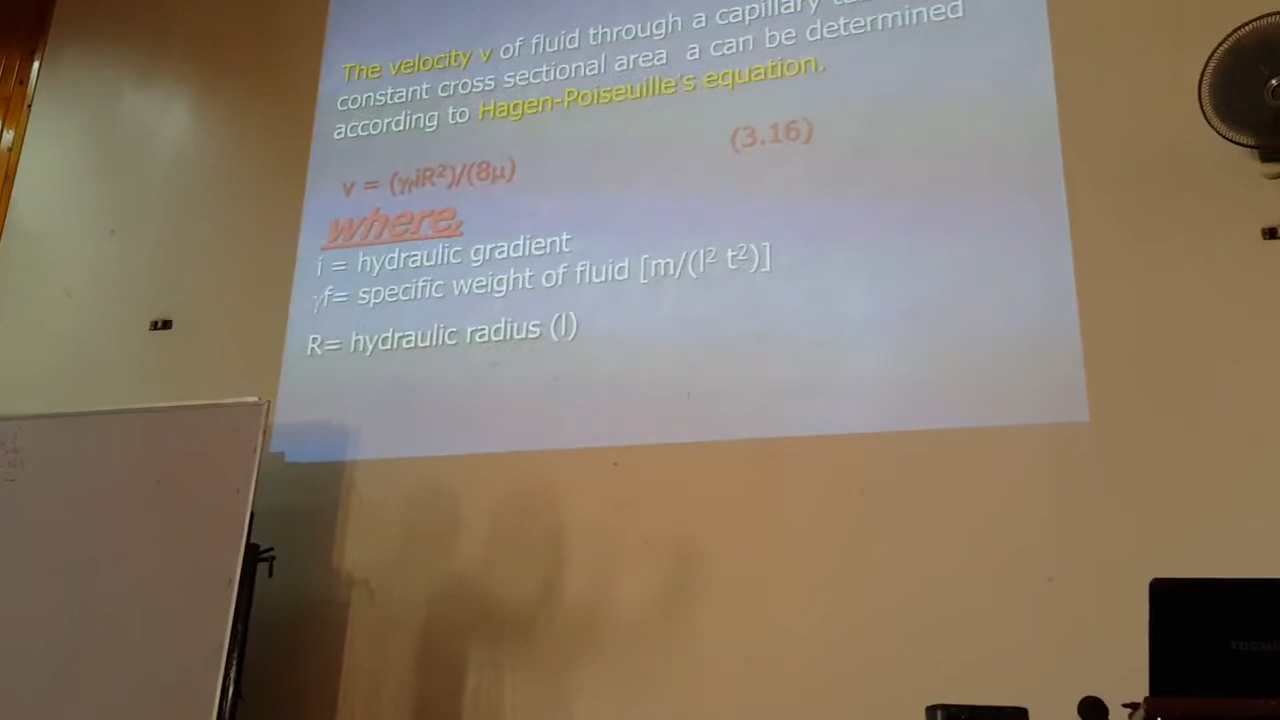 The velocity v of fluid through a capillary
constant cross sectional area a can be determined
according to Hagen-Poiseuille's equation.
(3.16)
v = (γfiR²)/(8μ)
where,
i = hydraulic gradient
γf= specific weight of fluid [m/(l² t²)]
R= hydraulic radius (l)